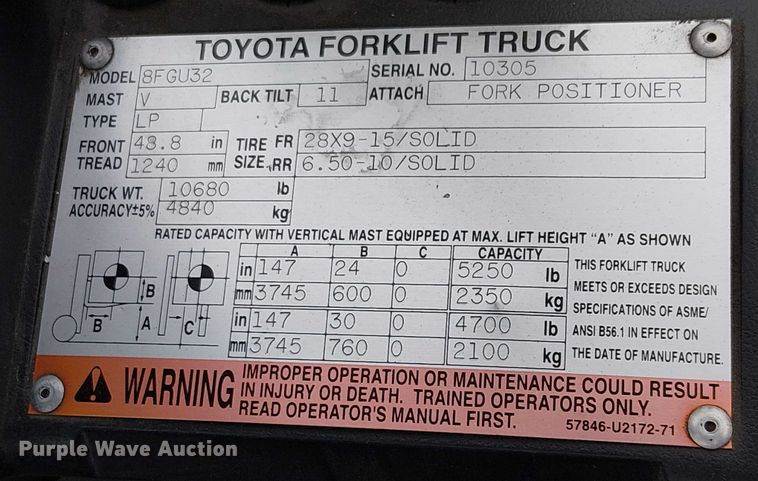 TOYOTA FORKLIFT TRUCK
MODEL 8FGU32 SERIAL NO. 10305
MAST V BACK TILT 11 ATTACH FORK POSITIONER
TYPE LP
FRONT 48.8 in TIRE FR 28X9-15/SOLID
TREAD 1240 mm SIZE RR 6.50-10/SOLID
TRUCK WT. 10680 lb
ACCURACY±5% 4840 kg
RATED CAPACITY WITH VERTICAL MAST EQUIPPED AT MAX. LIFT HEIGHT "A" AS SHOWN
A B C CAPACITY
in 147 24 0 5250 lb THIS FORKLIFT TRUCK
mm 3745 600 0 2350 kg MEETS OR EXCEEDS DESIGN
SPECIFICATIONS OF ASME/
in 147 30 0 4700 lb ANSI B56.1 IN EFFECT ON
mm 3745 760 0 2100 kg THE DATE OF MANUFACTURE.
B
B A C
WARNING IMPROPER OPERATION OR MAINTENANCE COULD RESULT
IN INJURY OR DEATH. TRAINED OPERATORS ONLY.
READ OPERATOR'S MANUAL FIRST. 57846-U2172-71
Purple Wave Auction